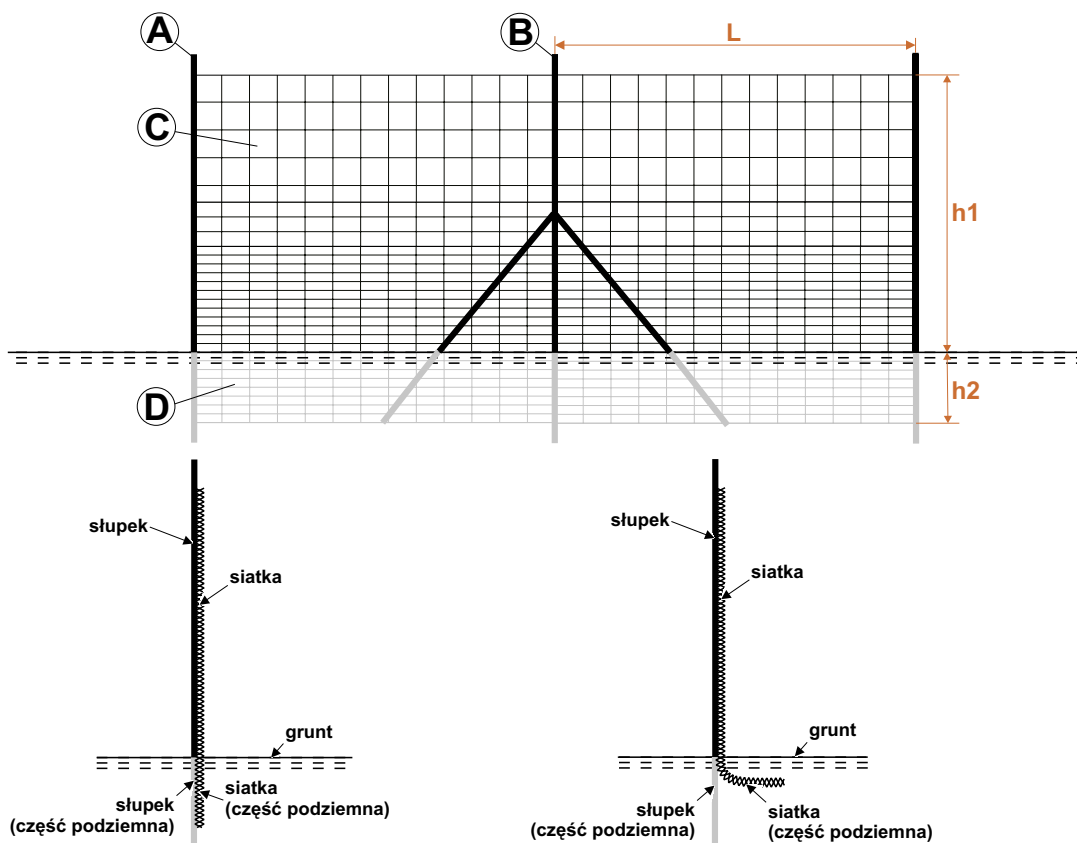 A
B
L
C
h1
D
h2
słupek
siatka
grunt
słupek
(część podziemna)
siatka
(część podziemna)
słupek
siatka
grunt
słupek
(część podziemna)
siatka
(część podziemna)